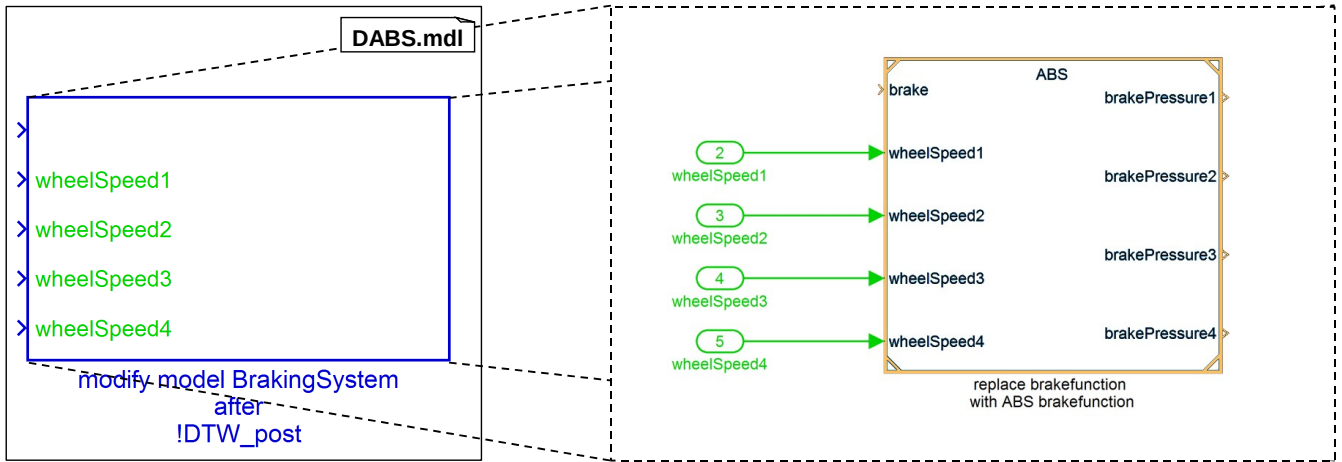 DABS.mdl
wheelSpeed1
wheelSpeed2
wheelSpeed3
wheelSpeed4
modify model BrakingSystem
after
!DTW_post
ABS
brake
brakePressure1
2
wheelSpeed1
wheelSpeed1
brakePressure2
3
wheelSpeed2
wheelSpeed2
brakePressure3
4
wheelSpeed3
wheelSpeed3
brakePressure4
5
wheelSpeed4
wheelSpeed4
replace brakefunction
with ABS brakefunction